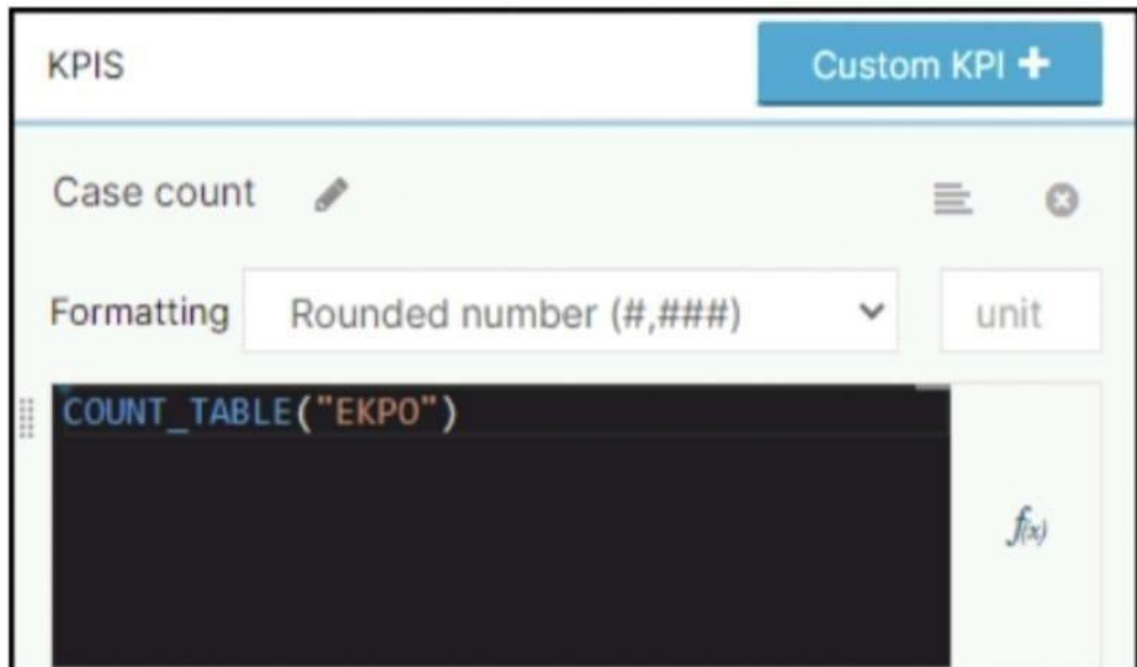 KPIS
Custom KPI +
Case count
Formatting
Rounded number (#,###)
unit
COUNT_TABLE("EKPO")
f(x)